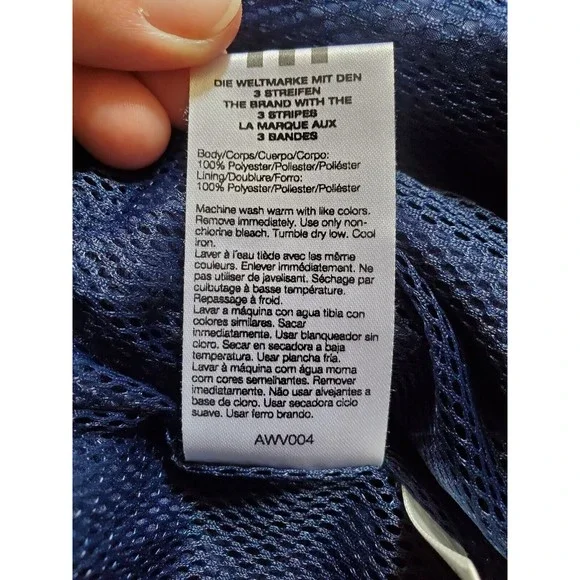 DIE WELTMARKE MIT DEN
3 STREIFEN
THE BRAND WITH THE
3 STRIPES
LA MARQUE AUX
3 BANDES
Body/Corps/Cuerpo/Corpo:
100% Polyester/Poliester/Poliéster
Lining/Doublure/Forro:
100% Polyester/Poliester/Poliéster
Machine wash warm with like colors.
Remove immediately. Use only non-
chlorine bleach. Tumble dry low. Cool
iron.
Laver à l'eau tiède avec las même
couleurs. Enlever immédiatement. Ne
pas utiliser de javelisant. Séchage par
culbutage à basse température.
Repassage à froid.
Lavar a máquina con agua tibia con
colores similares. Sacar
inmediatamente. Usar blanqueador sin
cloro. Secar en secadora a baja
temperatura. Usar plancha fría.
Lavar à máquina com água morna
com cores semelhantes. Remover
imediatamente. Não usar alvejantes a
base de cloro. Usar secadora ciclo
suave. Usar ferro brando.
AWV004